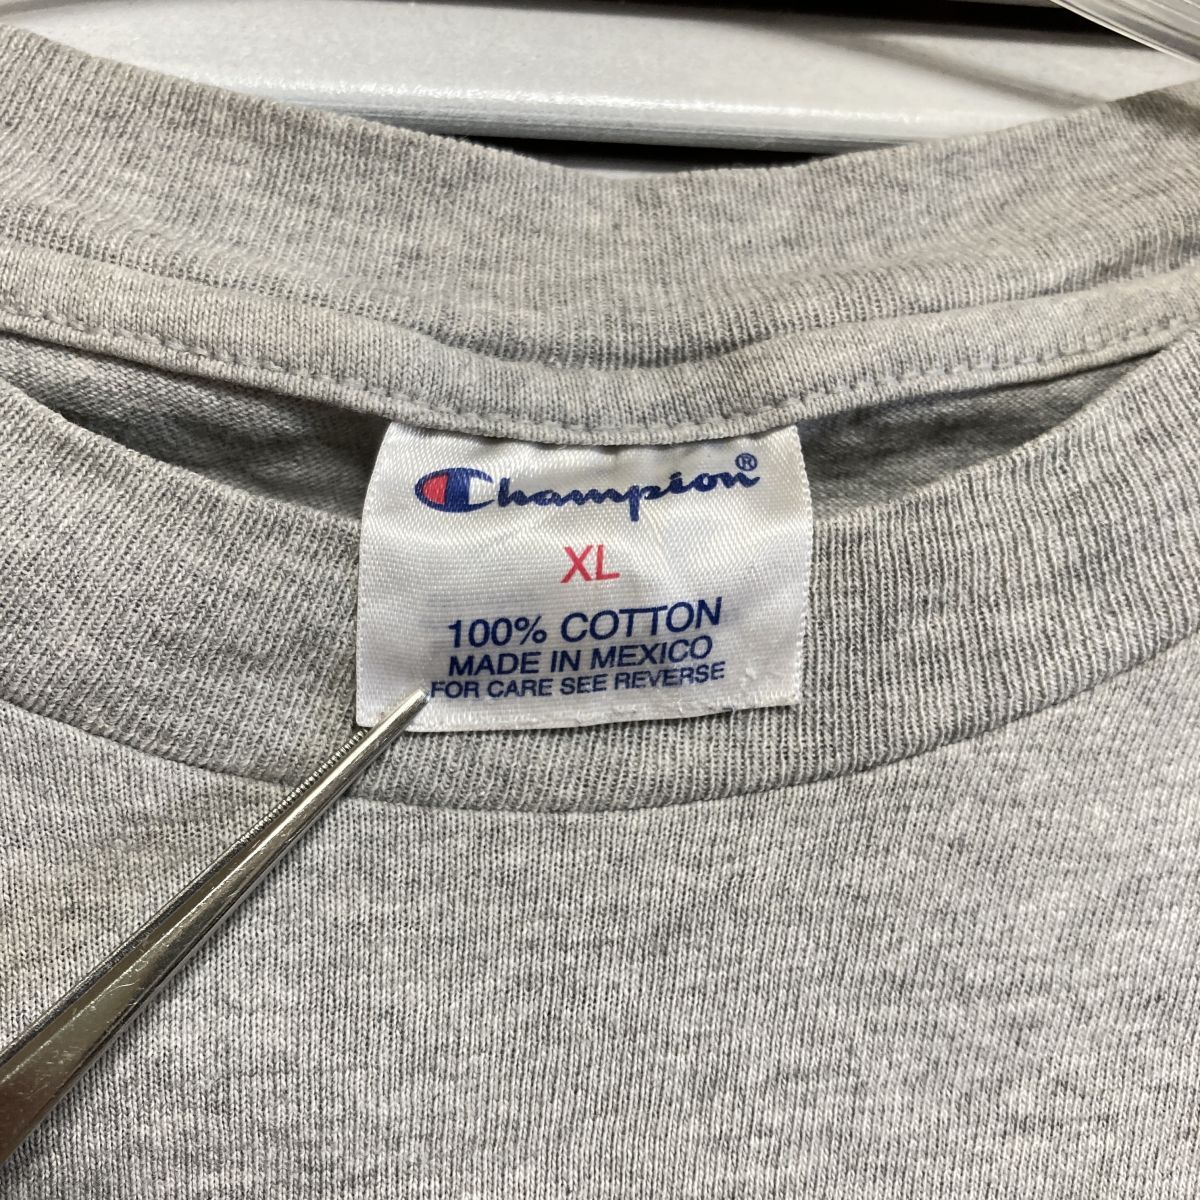 Champion®
XL
100% COTTON
MADE IN MEXICO
FOR CARE SEE REVERSE